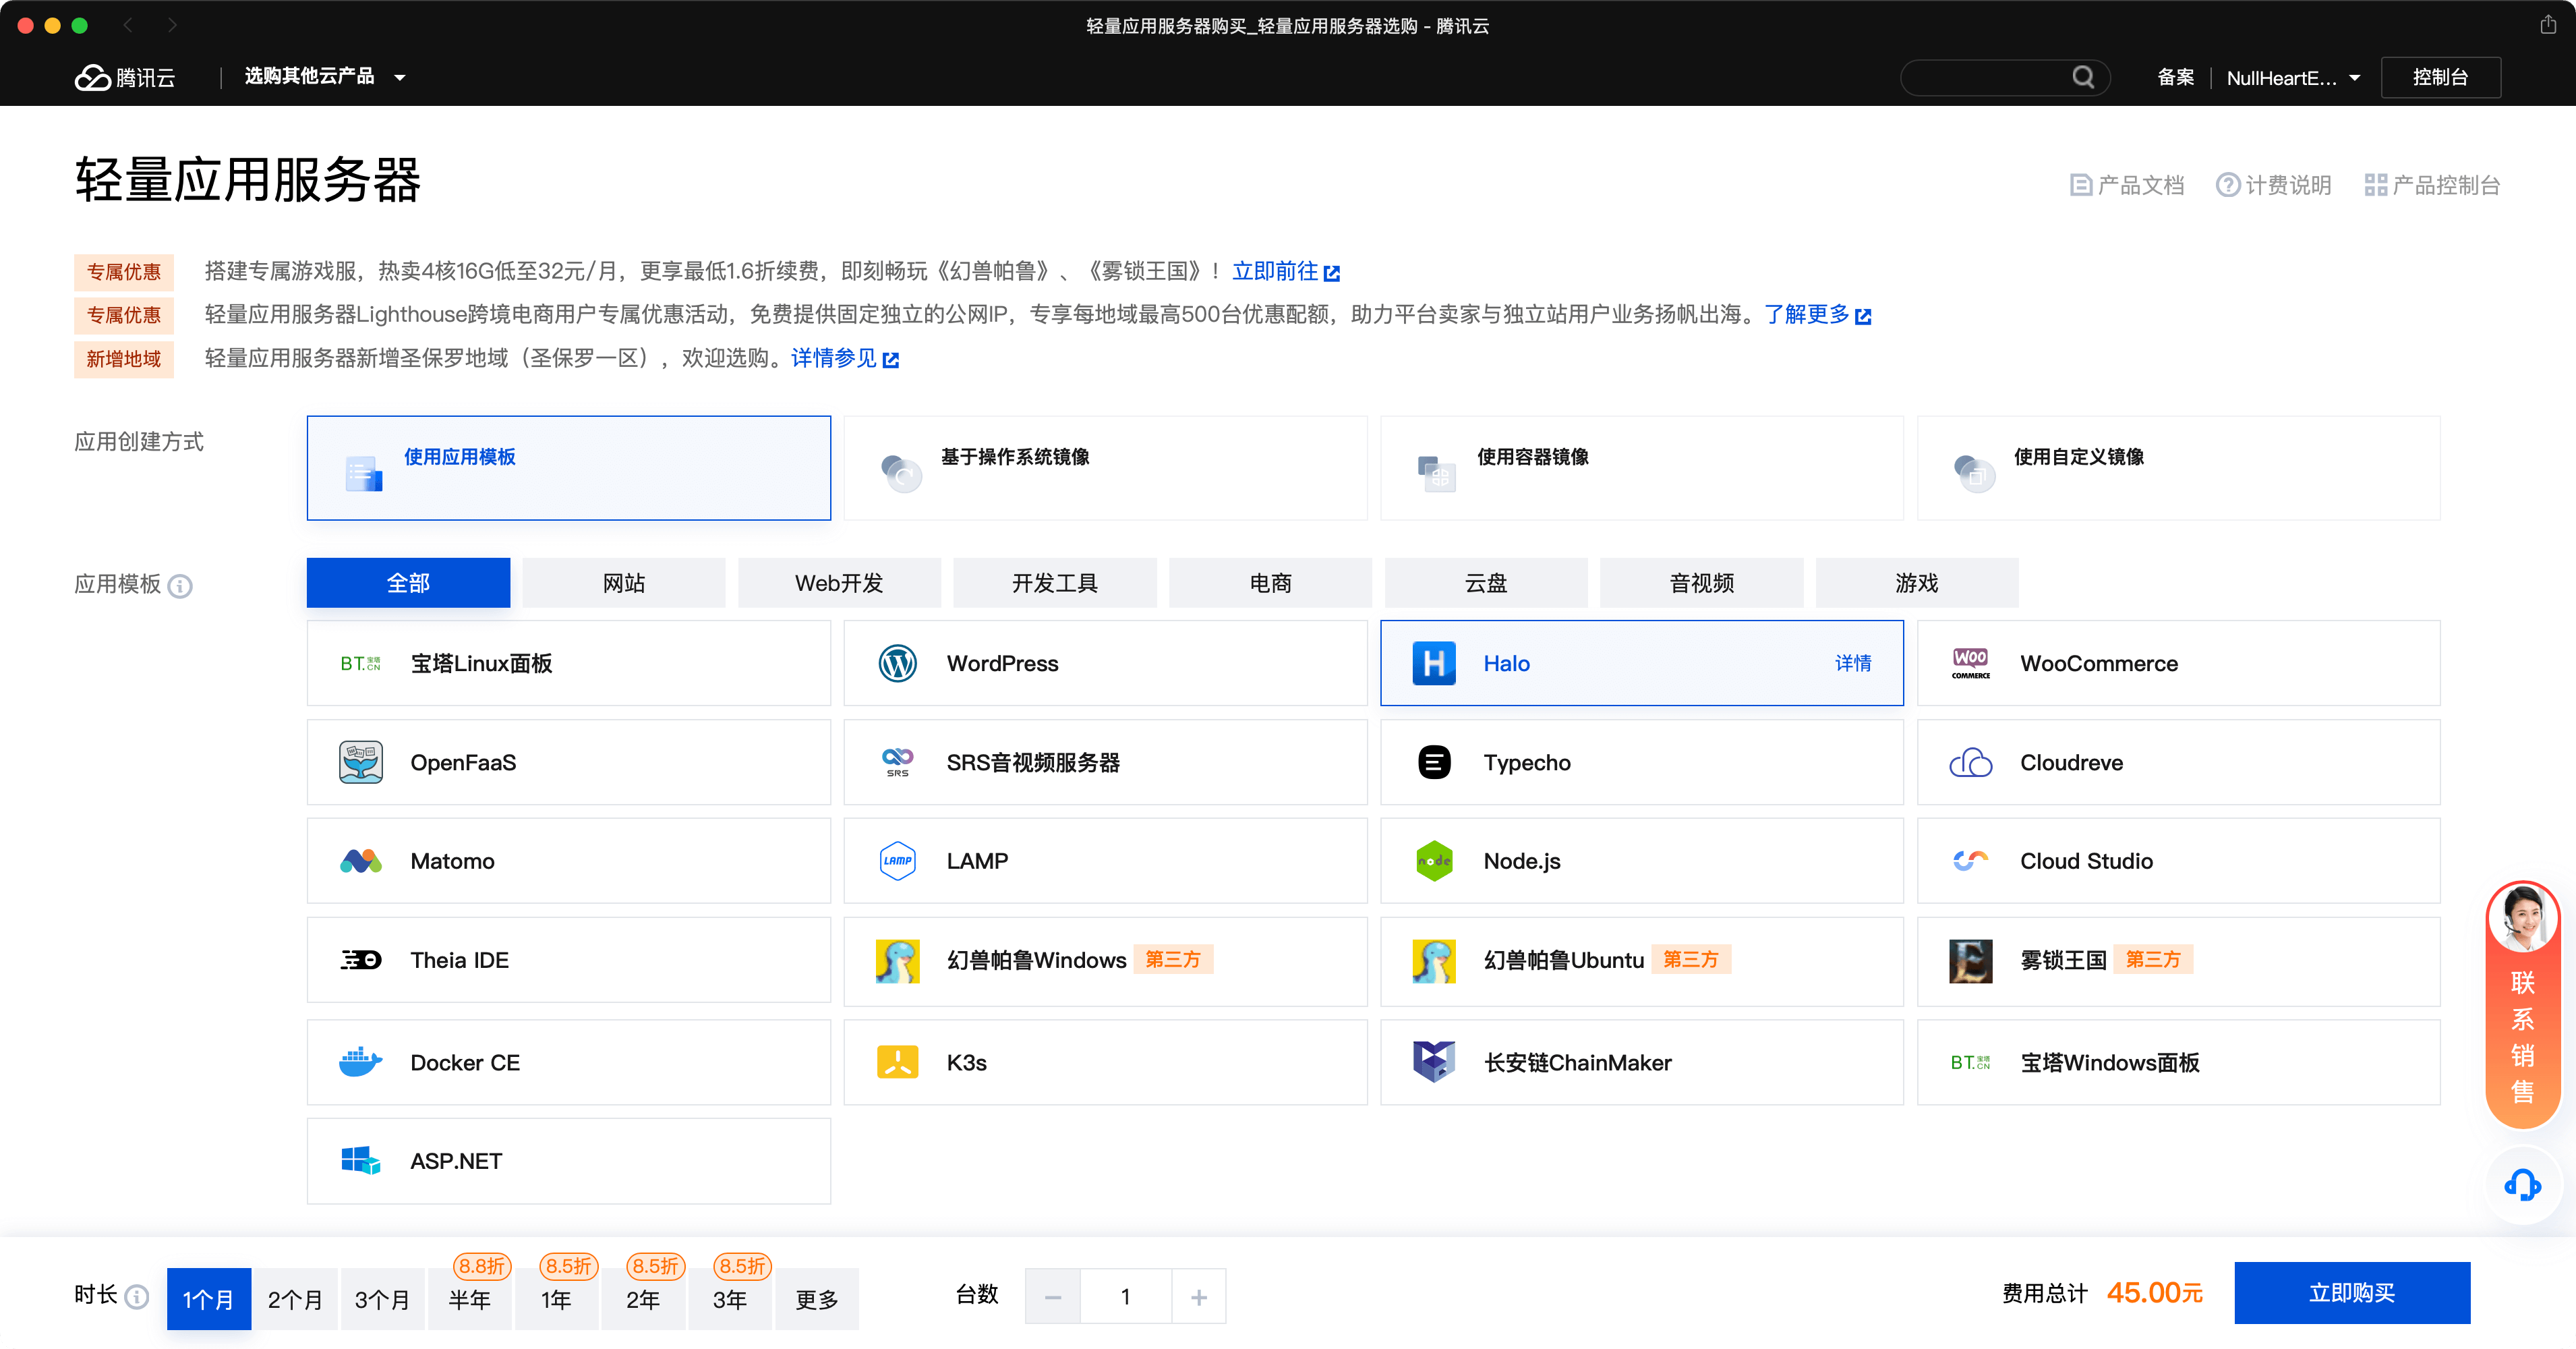 轻量应用服务器购买_轻量应用服务器选购 - 腾讯云
腾讯云 选购其他云产品 备案 NullHeartE... 控制台
轻量应用服务器
产品文档 计费说明 产品控制台
专属优惠 搭建专属游戏服，热卖4核16G低至32元/月，更享最低1.6折续费，即刻畅玩《幻兽帕鲁》、《雾锁王国》！立即前往
专属优惠 轻量应用服务器Lighthouse跨境电商用户专属优惠活动，免费提供固定独立的公网IP，专享每地域最高500台优惠配额，助力平台卖家与独立站用户业务扬帆出海。了解更多
新增地域 轻量应用服务器新增圣保罗地域（圣保罗一区），欢迎选购。详情参见
应用创建方式 使用应用模板 基于操作系统镜像 使用容器镜像 使用自定义镜像
应用模板 全部 网站 Web开发 开发工具 电商 云盘 音视频 游戏
BT.宝塔CN 宝塔Linux面板 WordPress Halo 详情 WOO COMMERCE WooCommerce
OpenFaaS SRS SRS音视频服务器 Typecho Cloudreve
Matomo LAMP LAMP node Node.js Cloud Studio
Theia IDE 幻兽帕鲁Windows 第三方 幻兽帕鲁Ubuntu 第三方 雾锁王国 第三方
Docker CE K3s 长安链ChainMaker BT.宝塔CN 宝塔Windows面板
ASP.NET
联系销售
8.8折 8.5折 8.5折 8.5折
时长 1个月 2个月 3个月 半年 1年 2年 3年 更多 台数 − 1 + 费用总计 45.00元 立即购买